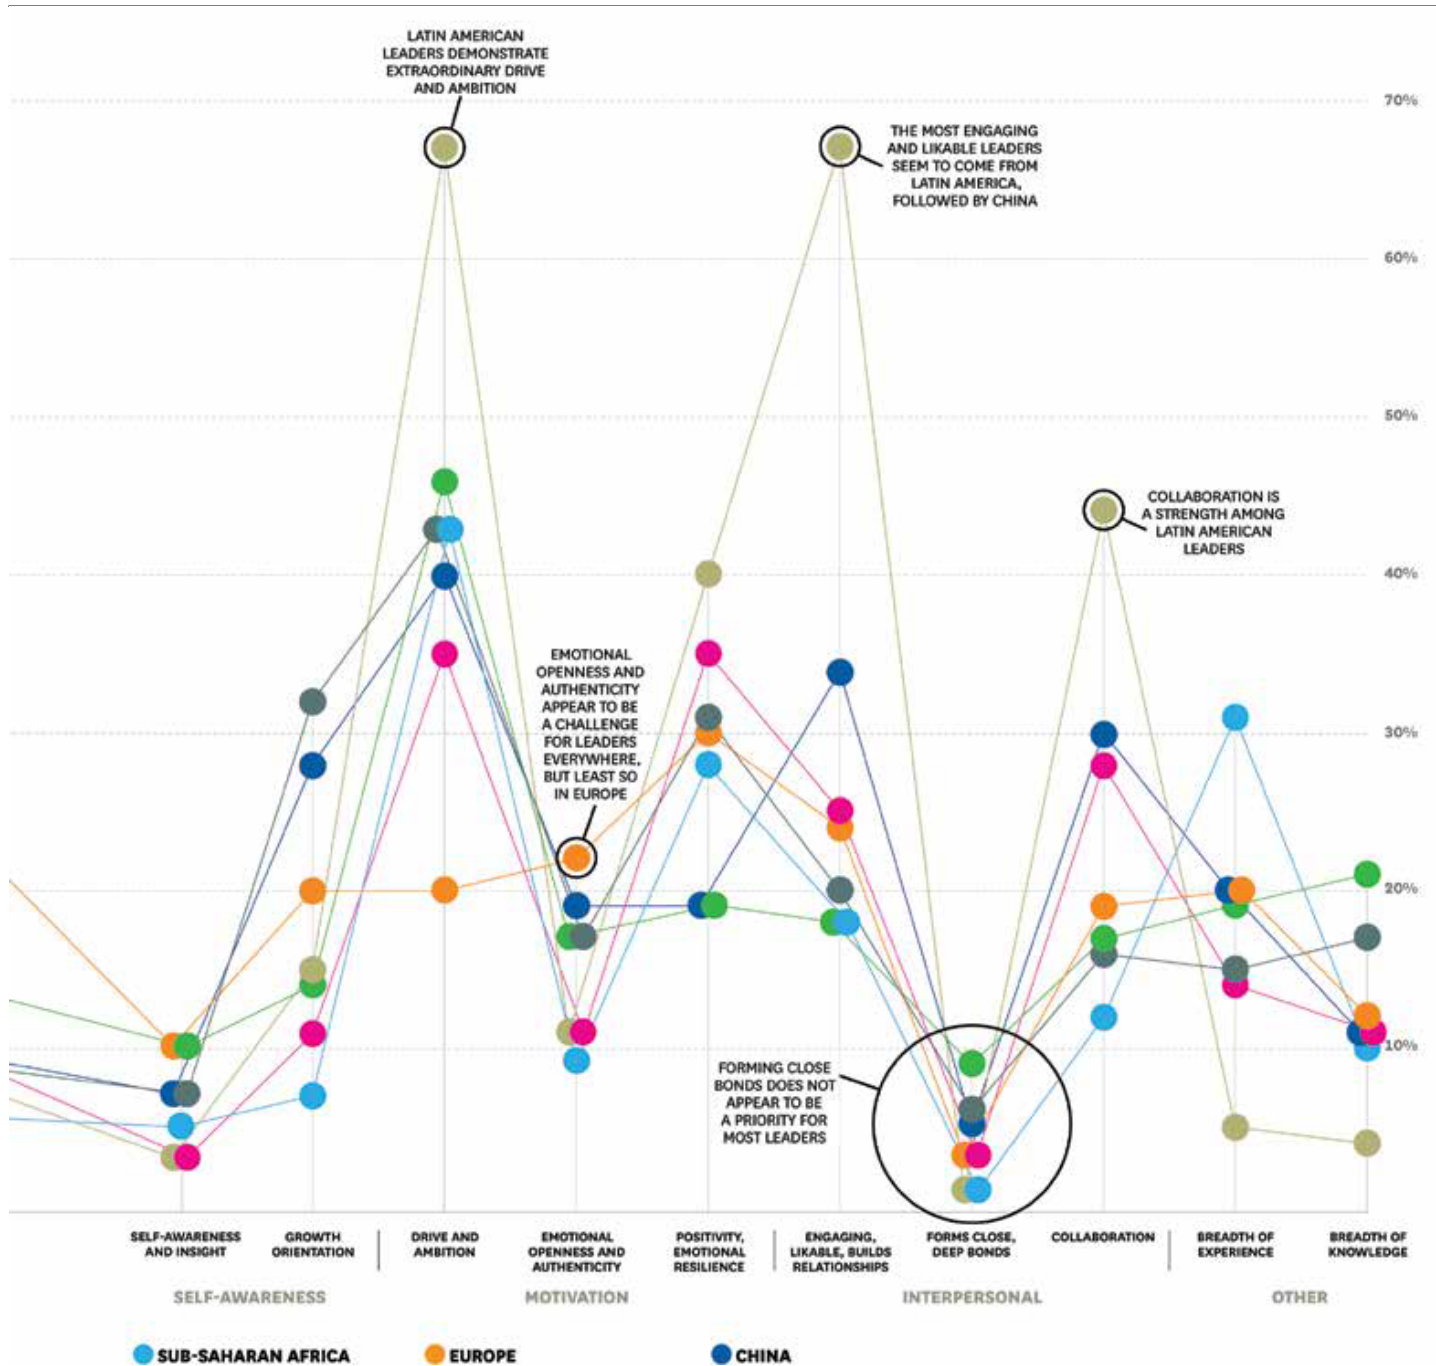 LATIN AMERICAN
LEADERS DEMONSTRATE
EXTRAORDINARY DRIVE
AND AMBITION
70%
THE MOST ENGAGING
AND LIKABLE LEADERS
SEEM TO COME FROM
LATIN AMERICA,
FOLLOWED BY CHINA
60%
50%
COLLABORATION IS
A STRENGTH AMONG
LATIN AMERICAN
LEADERS
40%
EMOTIONAL
OPENNESS AND
AUTHENTICITY
APPEAR TO BE
A CHALLENGE
FOR LEADERS
EVERYWHERE,
BUT LEAST SO
IN EUROPE
30%
20%
10%
FORMING CLOSE
BONDS DOES NOT
APPEAR TO BE
A PRIORITY FOR
MOST LEADERS
SELF-AWARENESS
AND INSIGHT
GROWTH
ORIENTATION
DRIVE AND
AMBITION
EMOTIONAL
OPENNESS AND
AUTHENTICITY
POSITIVITY,
EMOTIONAL
RESILIENCE
ENGAGING,
LIKABLE, BUILDS
RELATIONSHIPS
FORMS CLOSE,
DEEP BONDS
COLLABORATION
BREADTH OF
EXPERIENCE
BREADTH OF
KNOWLEDGE
SELF-AWARENESS
MOTIVATION
INTERPERSONAL
OTHER
SUB-SAHARAN AFRICA
EUROPE
CHINA